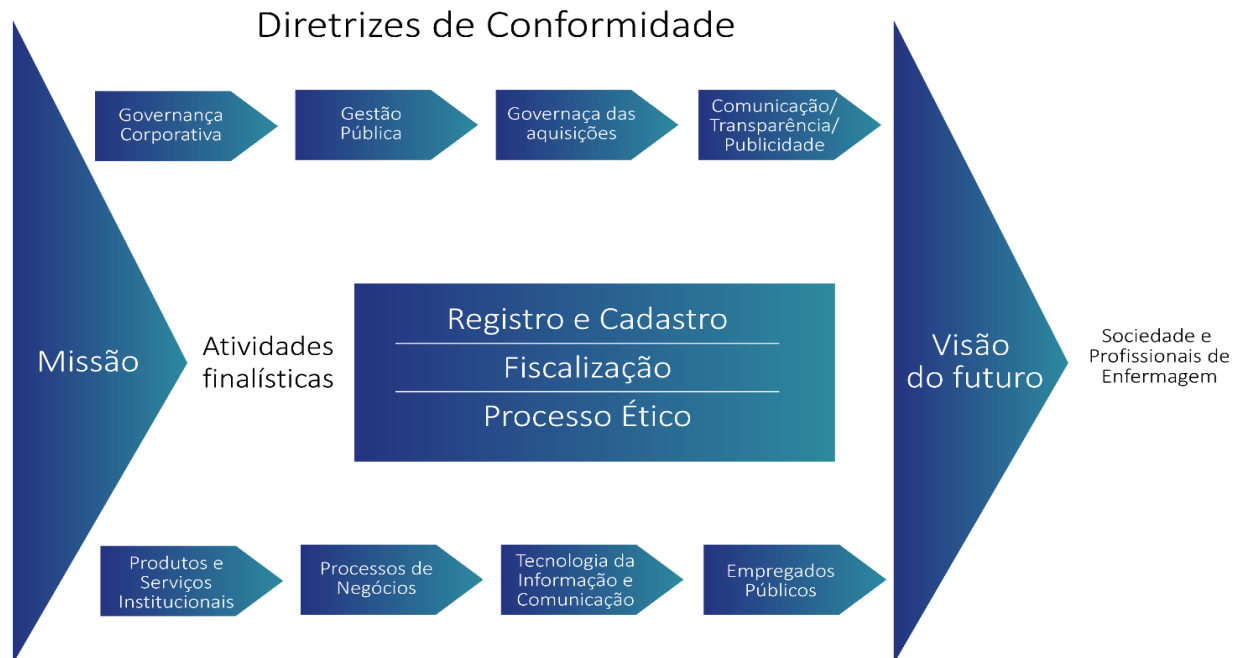 Diretrizes de Conformidade
Governança
Corporativa
Gestão
Pública
Governaça das
aquisições
Comunicação/
Transparência/
Publicidade
Missão
Atividades
finalísticas
Registro e Cadastro
Fiscalização
Processo Ético
Visão
do futuro
Sociedade e
Profissionais de
Enfermagem
Produtos e
Serviços
Institucionais
Processos de
Negócios
Tecnologia da
Informação e
Comunicação
Empregados
Públicos